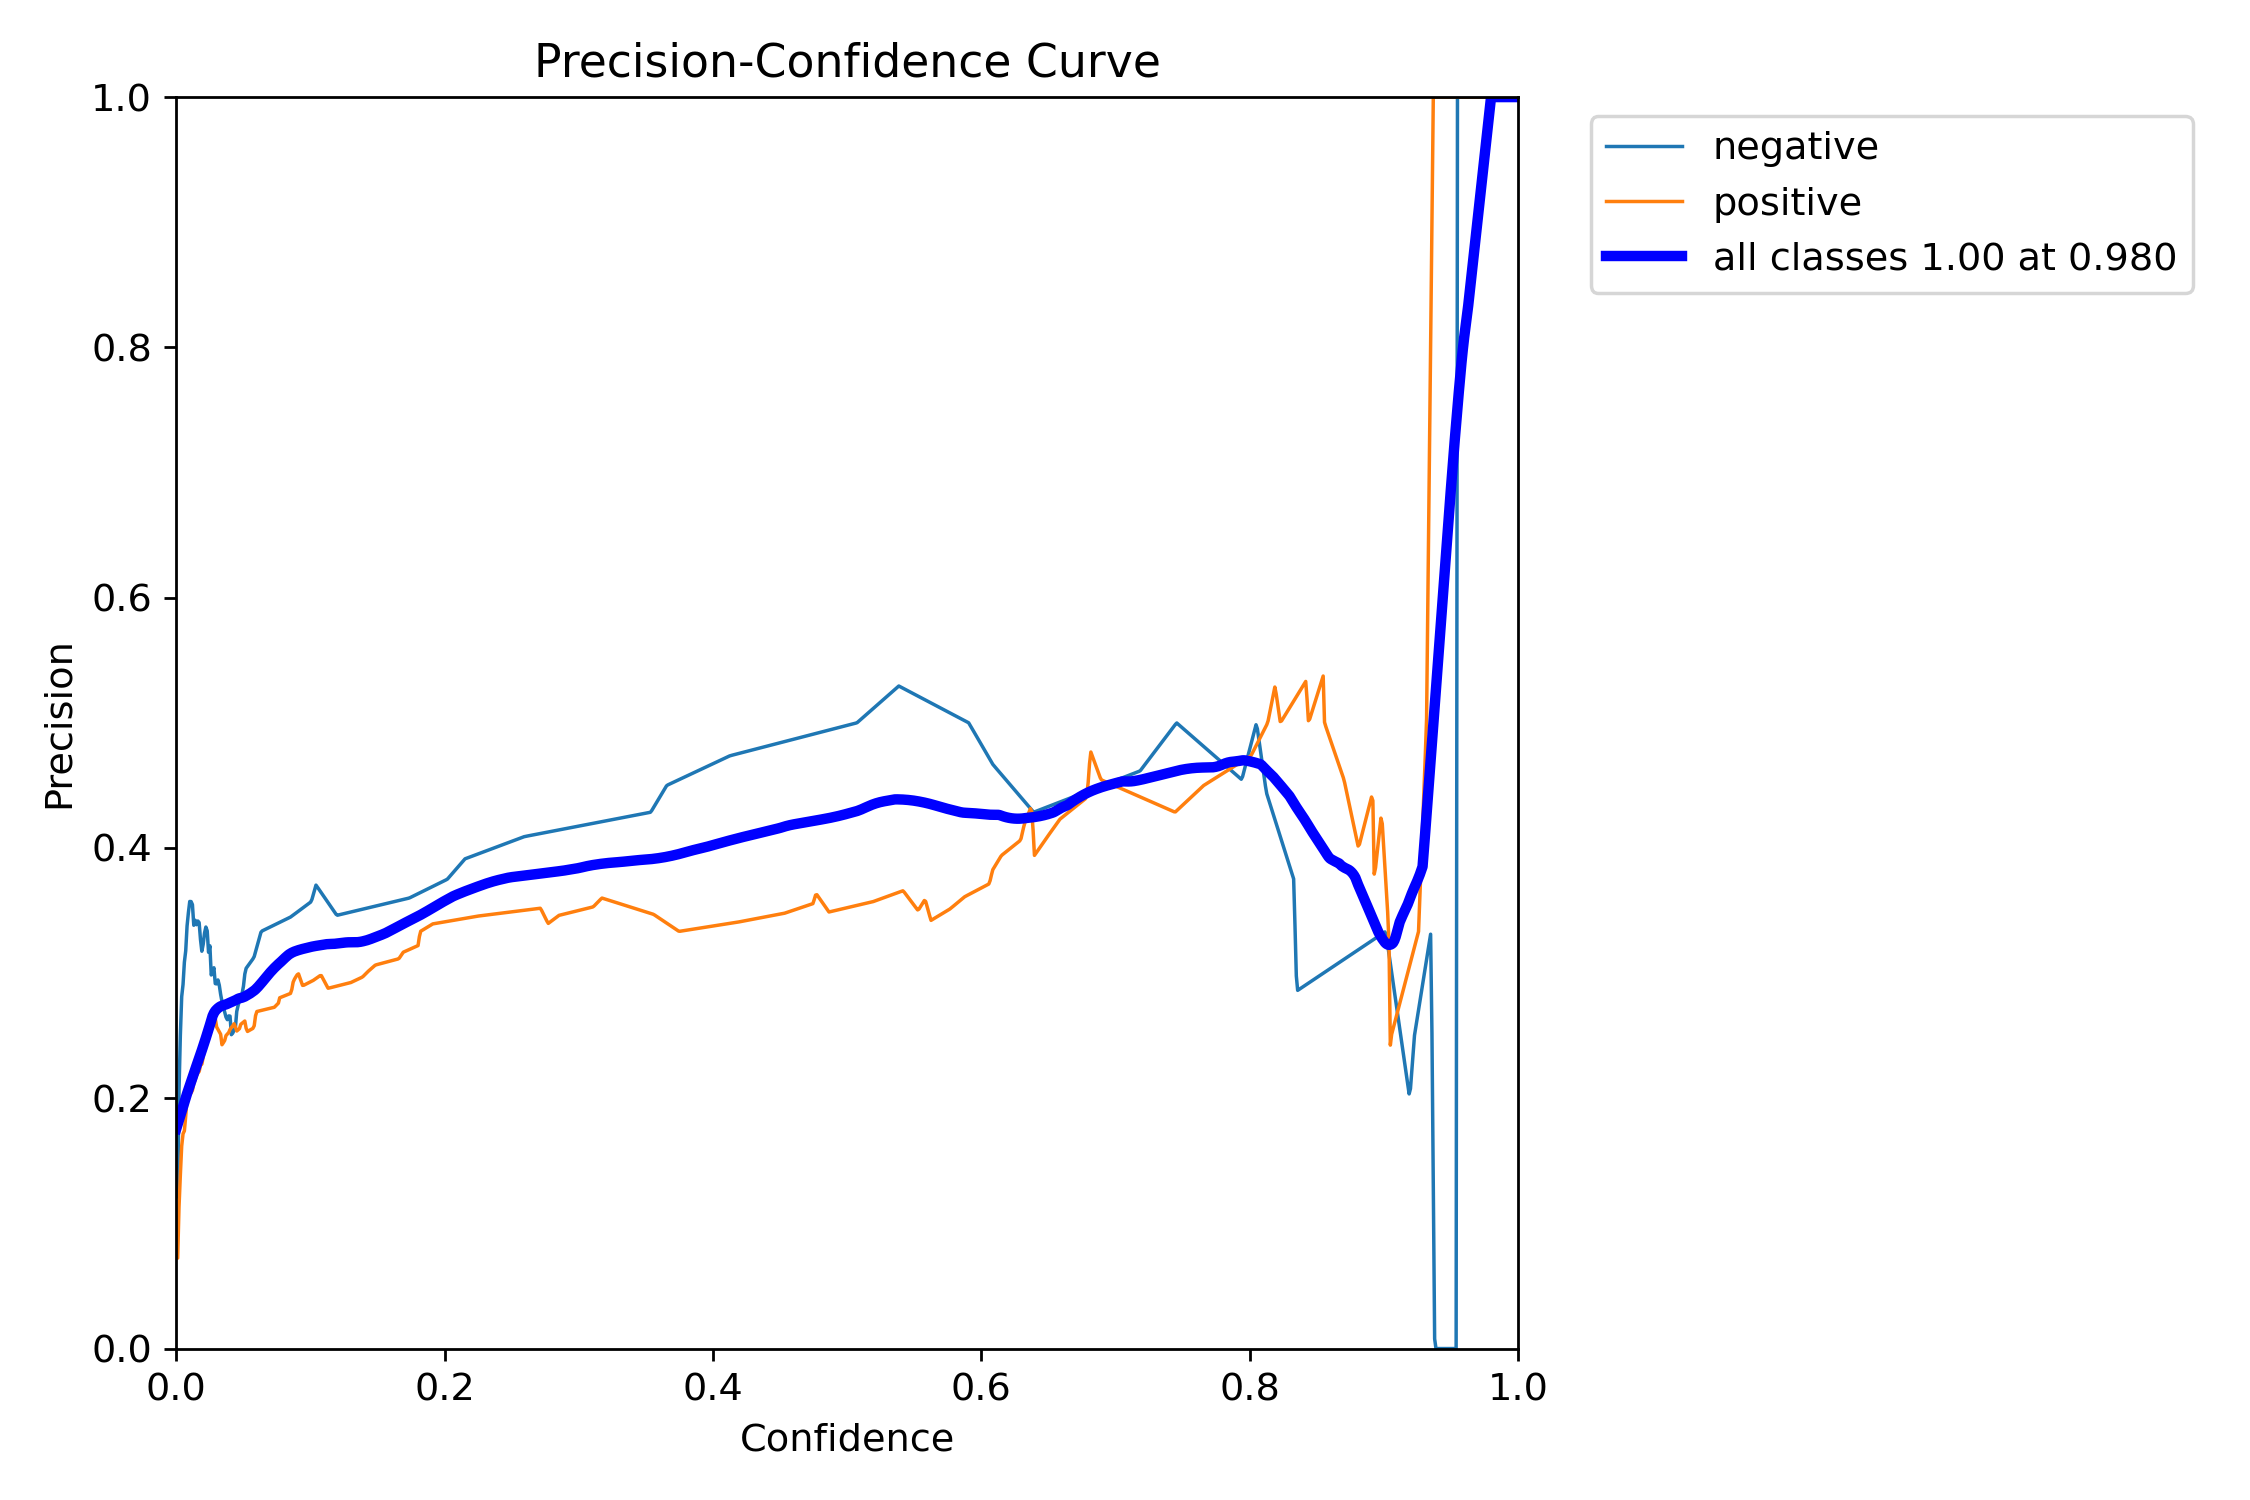 Precision-Confidence Curve
1.0
0.8
0.6
0.4
0.2
0.0
Precision
0.0 0.2 0.4 0.6 0.8 1.0
Confidence
negative
positive
all classes 1.00 at 0.980